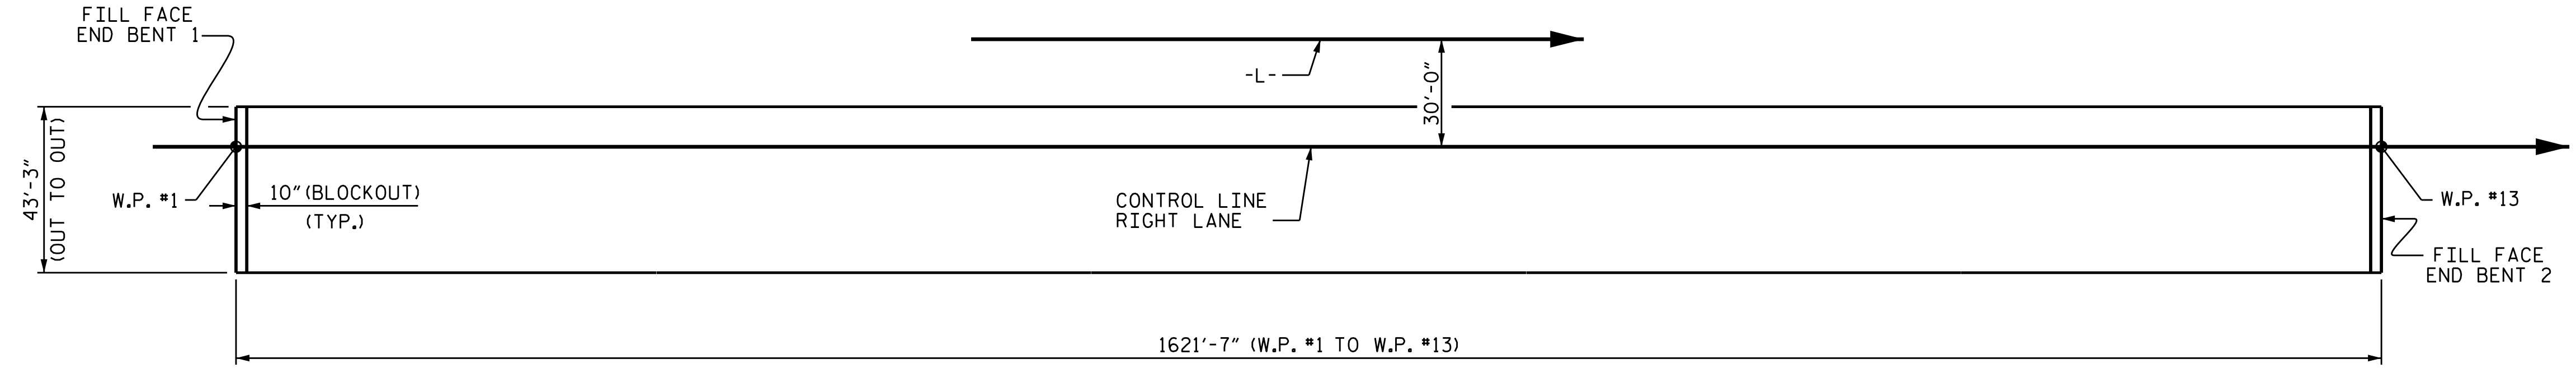 FILL FACE
END BENT 1
-L-
30'-0"
43'-3"
(OUT TO OUT)
W.P. #1
10" (BLOCKOUT)
(TYP.)
CONTROL LINE
RIGHT LANE
W.P. #13
FILL FACE
END BENT 2
1621'-7" (W.P. #1 TO W.P. #13)